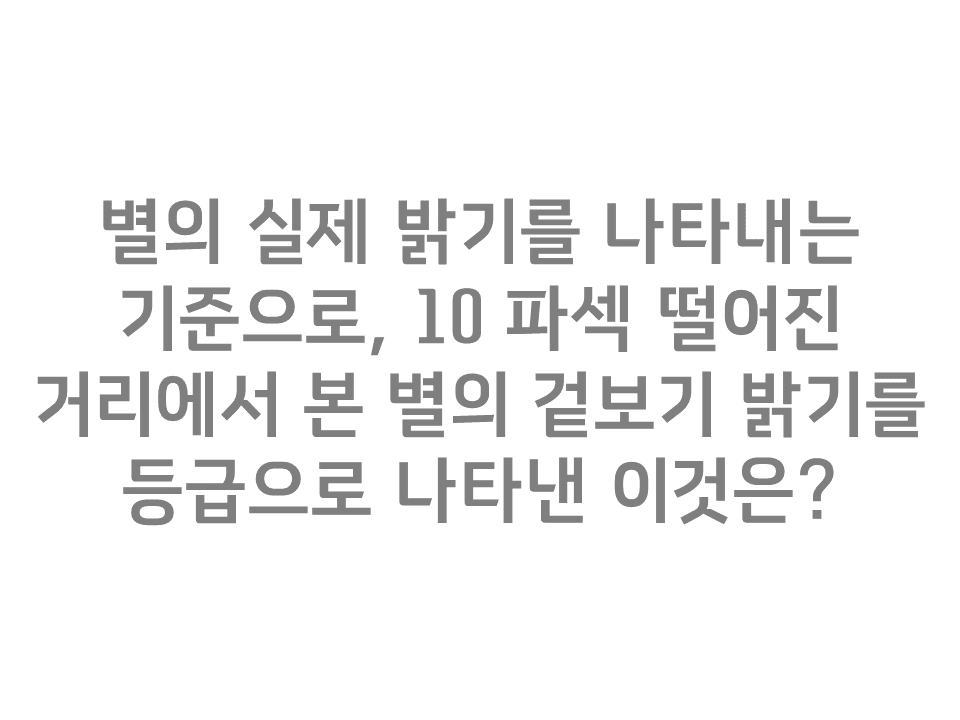 별의 실제 밝기를 나타내는
기준으로, 10 파섹 떨어진
거리에서 본 별의 겉보기 밝기를
등급으로 나타낸 이것은?